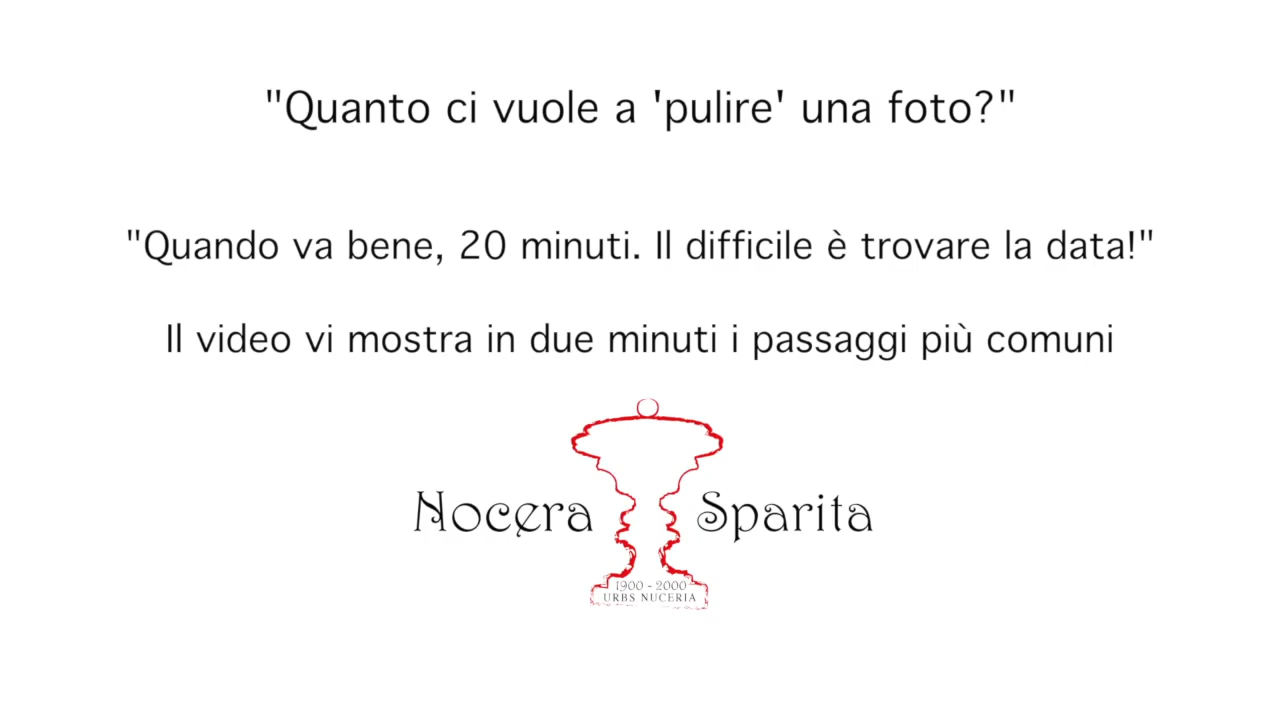 "Quanto ci vuole a 'pulire' una foto?"
"Quando va bene, 20 minuti. Il difficile è trovare la data!"
Il video vi mostra in due minuti i passaggi più comuni
Nocera Sparita
1900 - 2000
URBS NUCERIA